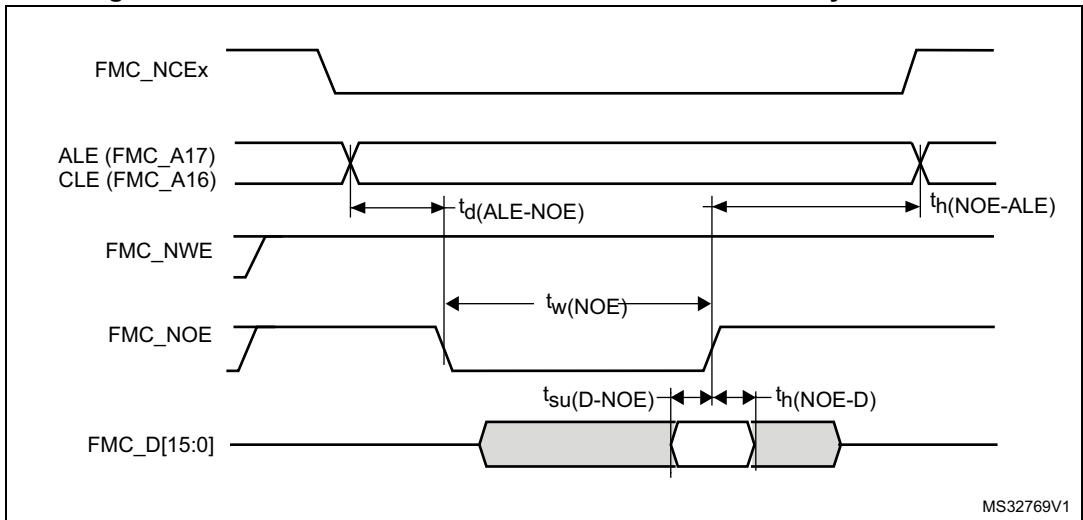 FMC_NCEx
ALE (FMC_A17)
CLE (FMC_A16)
td(ALE-NOE)
th(NOE-ALE)
FMC_NWE
tw(NOE)
FMC_NOE
tsu(D-NOE)
th(NOE-D)
FMC_D[15:0]
MS32769V1